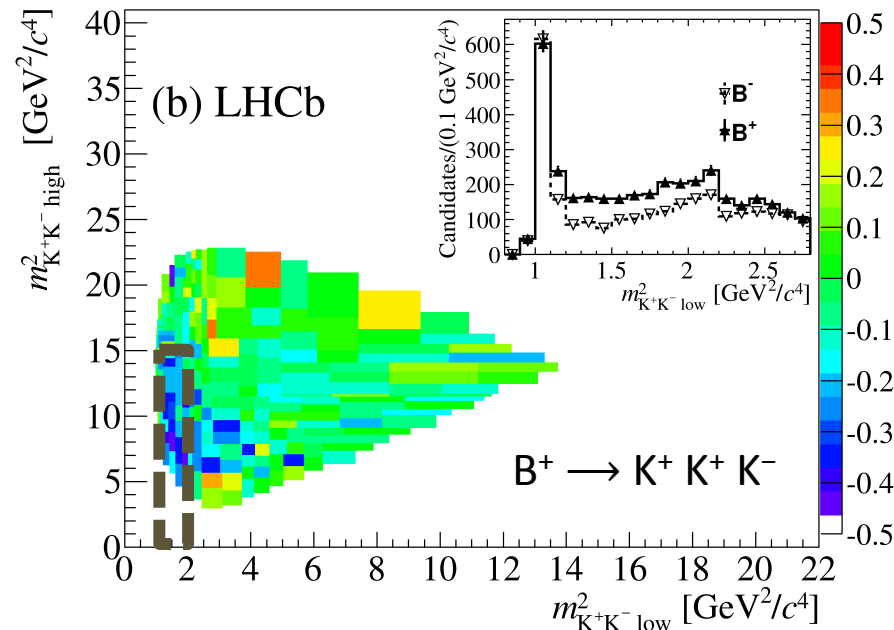 m²K⁺K⁻ high [GeV²/c⁴]
40
35
30
25
20
15
10
5
0
(b) LHCb
Candidates/(0.1 GeV²/c⁴)
600
500
400
300
200
100
0
B⁻
B⁺
1 1.5 2 2.5
m²K⁺K⁻ low [GeV²/c⁴]
B⁺ ⟶ K⁺ K⁺ K⁻
0 2 4 6 8 10 12 14 16 18 20 22
m²K⁺K⁻ low [GeV²/c⁴]
0.5
0.4
0.3
0.2
0.1
0
-0.1
-0.2
-0.3
-0.4
-0.5